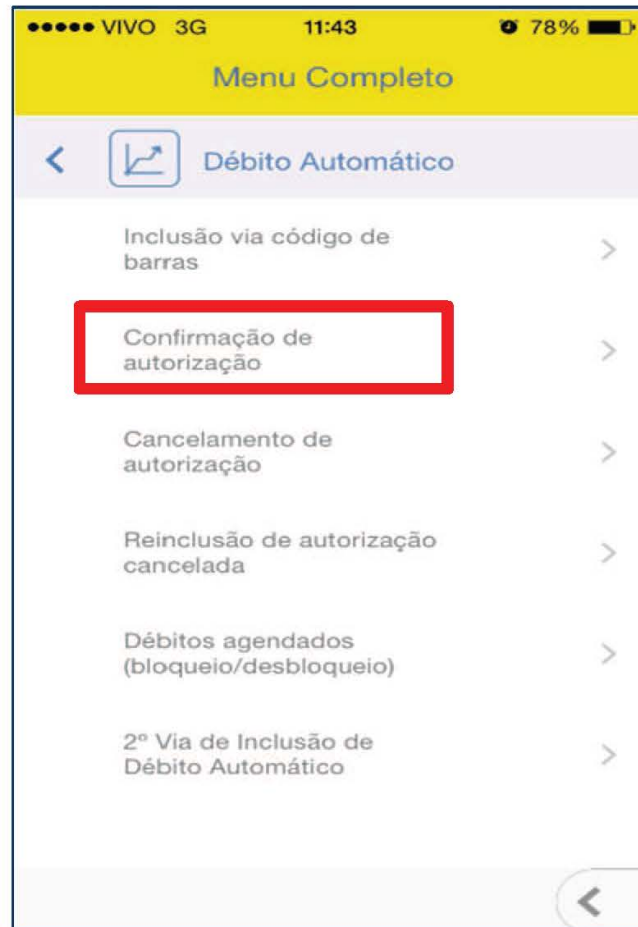 VIVO 3G 11:43 78%
Menu Completo
Débito Automático
Inclusão via código de
barras
Confirmação de
autorização
Cancelamento de
autorização
Reinclusão de autorização
cancelada
Débitos agendados
(bloqueio/desbloqueio)
2º Via de Inclusão de
Débito Automático